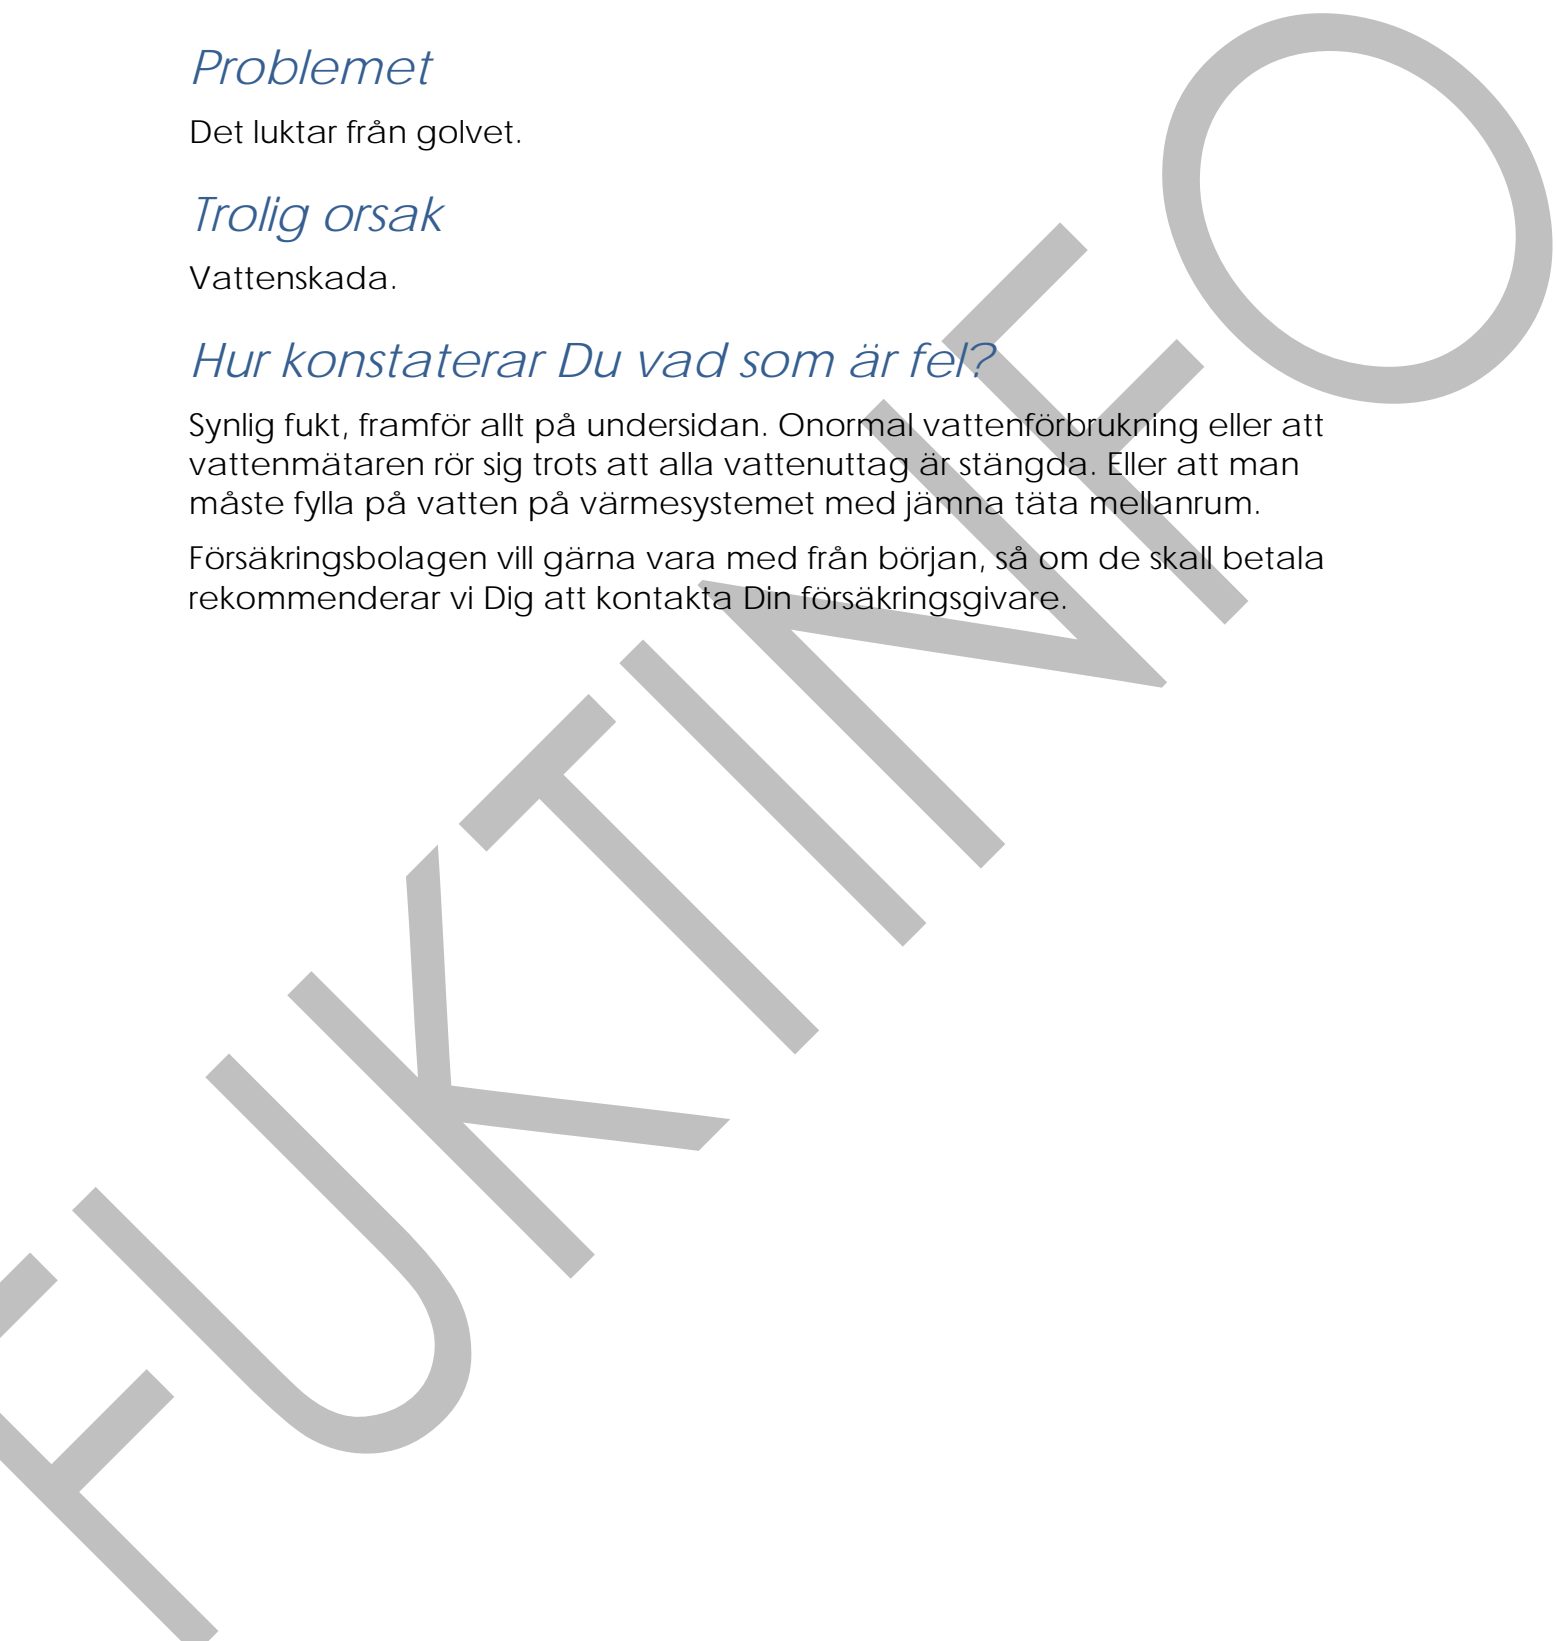 Problemet
Det luktar från golvet.
Trolig orsak
Vattenskada.
Hur konstaterar Du vad som är fel?
Synlig fukt, framför allt på undersidan. Onormal vattenförbrukning eller att
vattenmätaren rör sig trots att alla vattenuttag är stängda. Eller att man
måste fylla på vatten på värmesystemet med jämna täta mellanrum.
Försäkringsbolagen vill gärna vara med från början, så om de skall betala
rekommenderar vi Dig att kontakta Din försäkringsgivare.
FUKTINFO